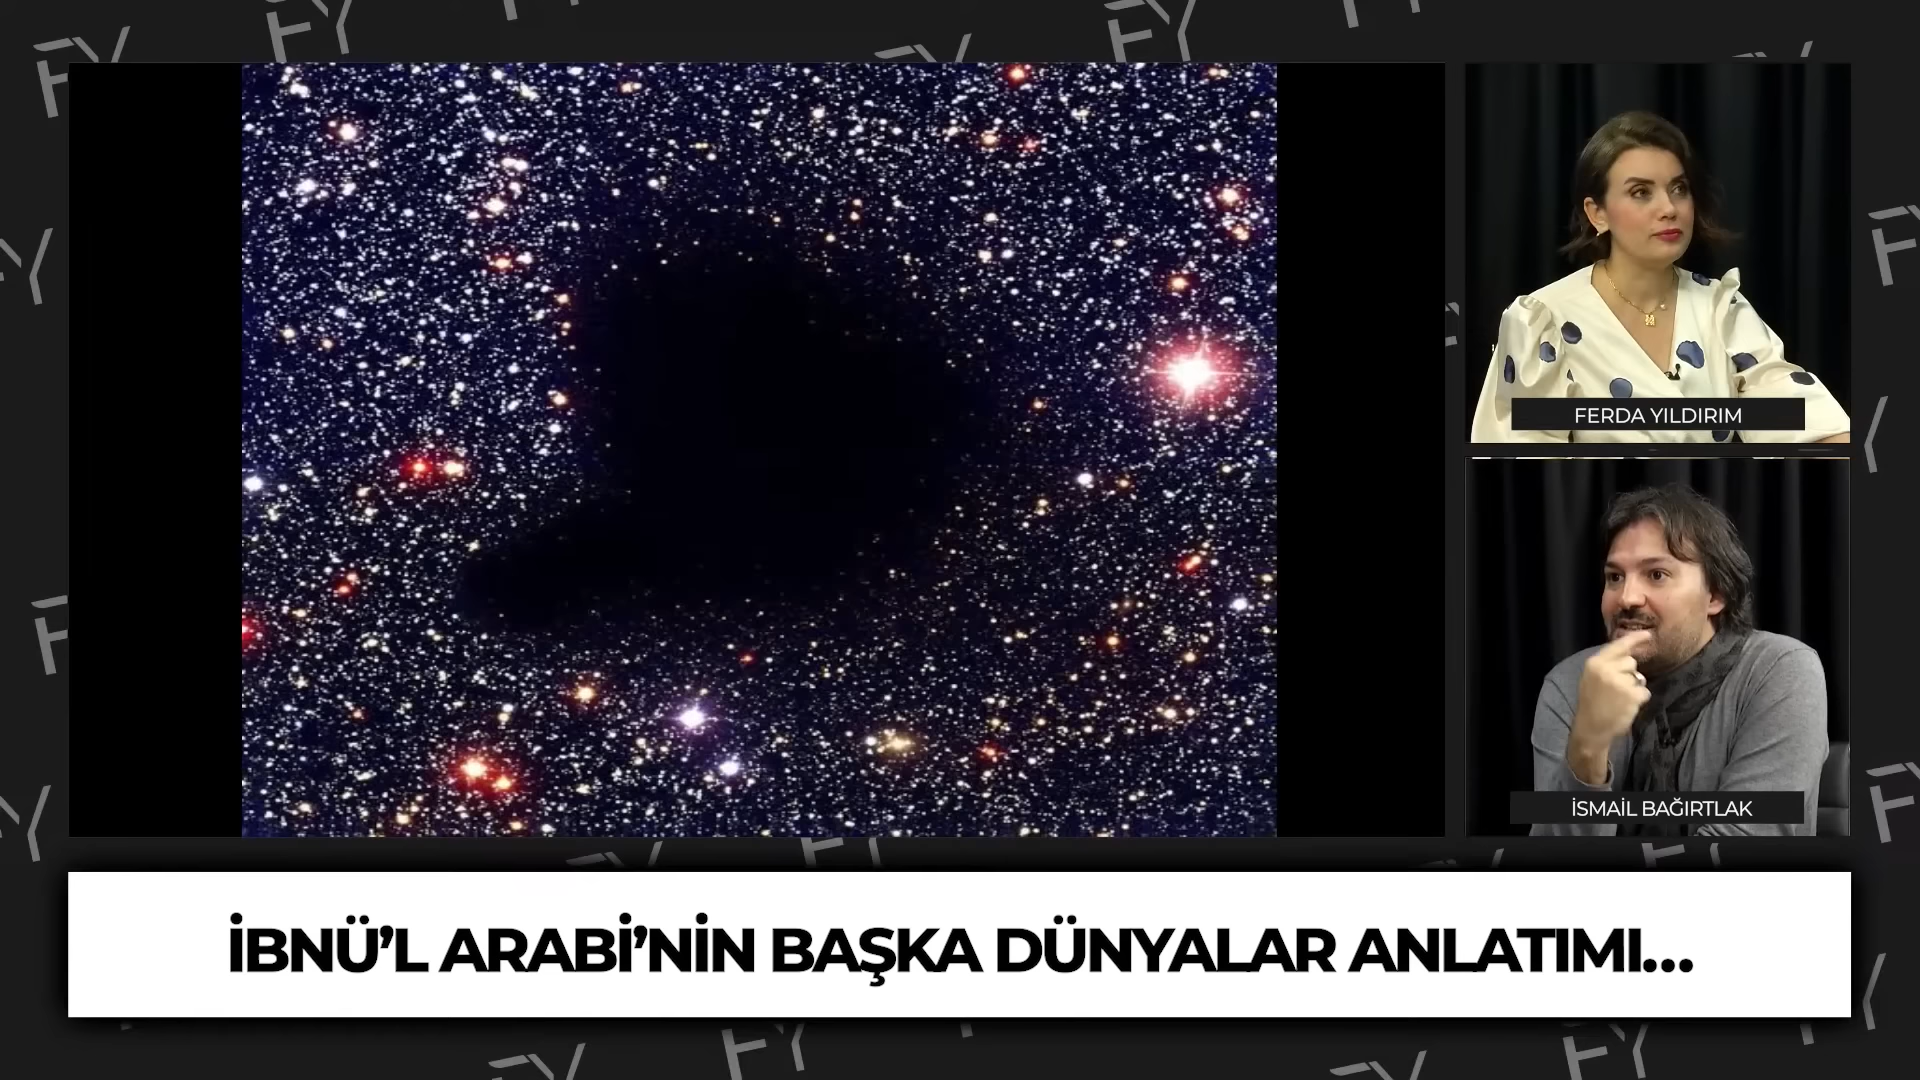 FERDA YILDIRIM
İSMAİL BAĞIRTLAK
İBNÜ’L ARABİ’NİN BAŞKA DÜNYALAR ANLATIMI...